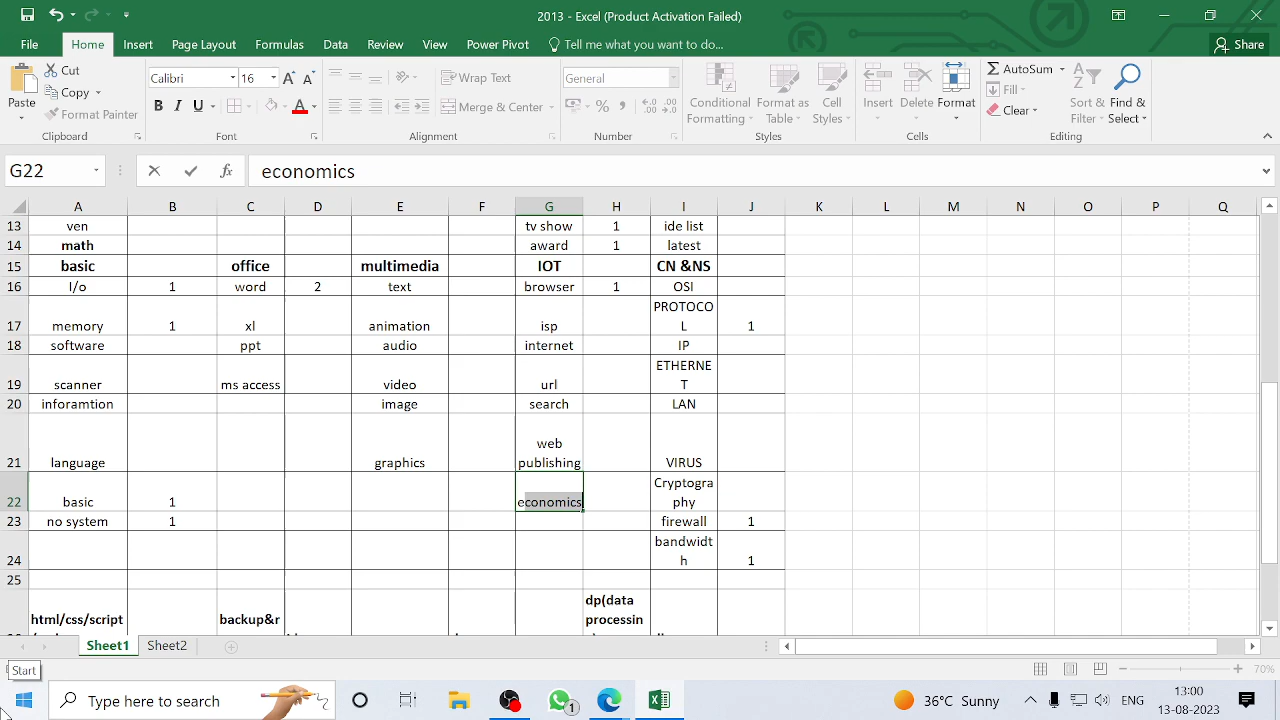 2013 - Excel (Product Activation Failed)
File Home Insert Page Layout Formulas Data Review View Power Pivot Tell me what you want to do... Share
Paste Cut Copy Format Painter Clipboard
Calibri 16 A A B I U A Font
Wrap Text Merge & Center Alignment
General % , Number
Conditional Formatting Format as Table Cell Styles Styles
Insert Delete Format Cells
AutoSum Fill Clear Sort & Filter Find & Select Editing
G22 fx economics
A B C D E F G H I J K L M N O P Q
13 ven tv show 1 ide list
14 math award 1 latest
15 basic office multimedia IOT CN &NS
16 I/o 1 word 2 text browser 1 OSI
PROTOCO
17 memory 1 xl animation isp L 1
18 software ppt audio internet IP
ETHERNE
19 scanner ms access video url T
20 inforamtion image search LAN
web
21 language graphics publishing VIRUS
Cryptogra
22 basic 1 economics phy
23 no system 1 firewall 1
bandwidt
24 h 1
25
dp(data
html/css/script backup&r processin
Sheet1 Sheet2
Start
70%
Type here to search 1 36°C Sunny ENG 13:00
13-08-2023